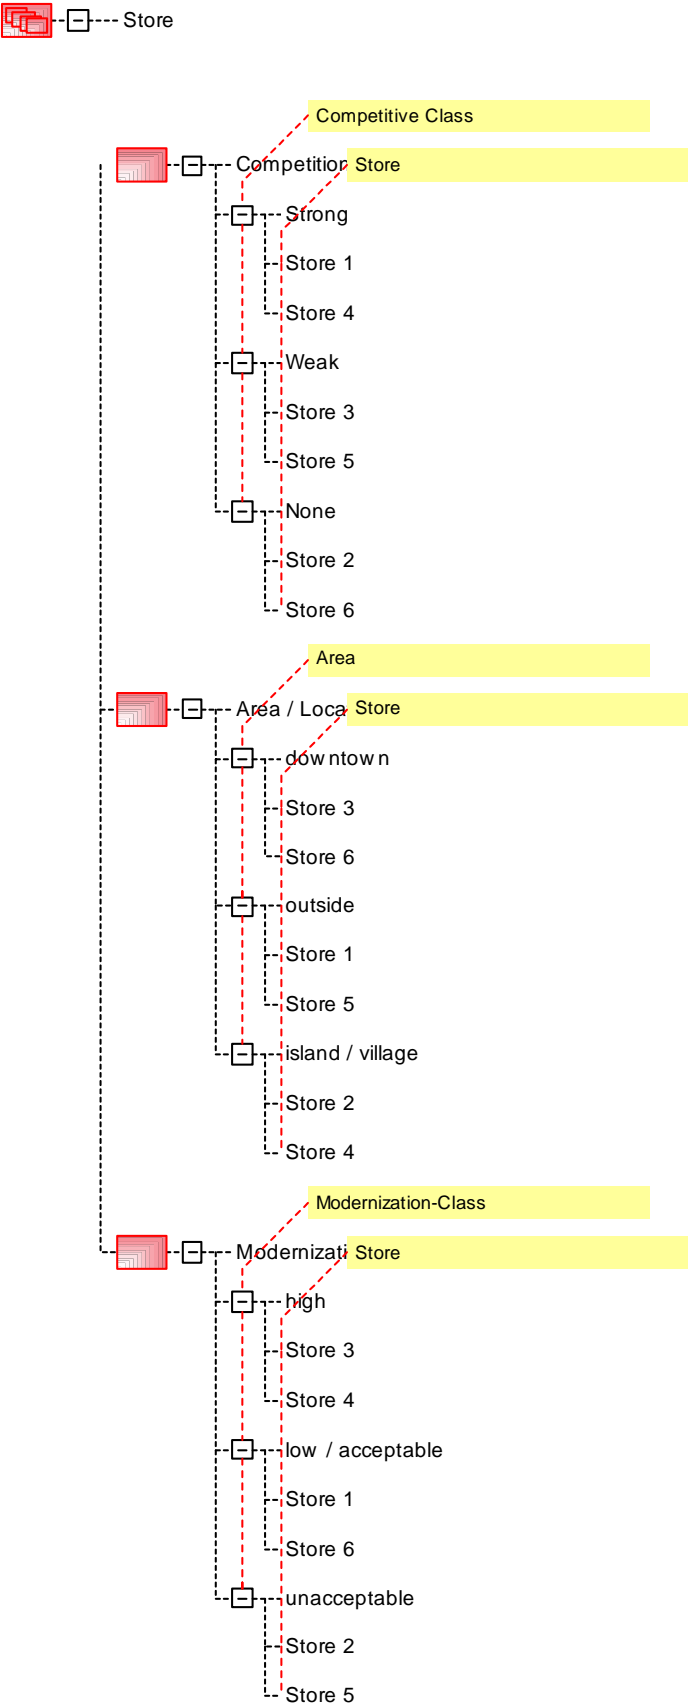 Store
Competitive Class
Competition
Store
Strong
Store 1
Store 4
Weak
Store 3
Store 5
None
Store 2
Store 6
Area
Area / Loca
Store
downtown
Store 3
Store 6
outside
Store 1
Store 5
island / village
Store 2
Store 4
Modernization-Class
Modernizati
Store
high
Store 3
Store 4
low / acceptable
Store 1
Store 6
unacceptable
Store 2
Store 5